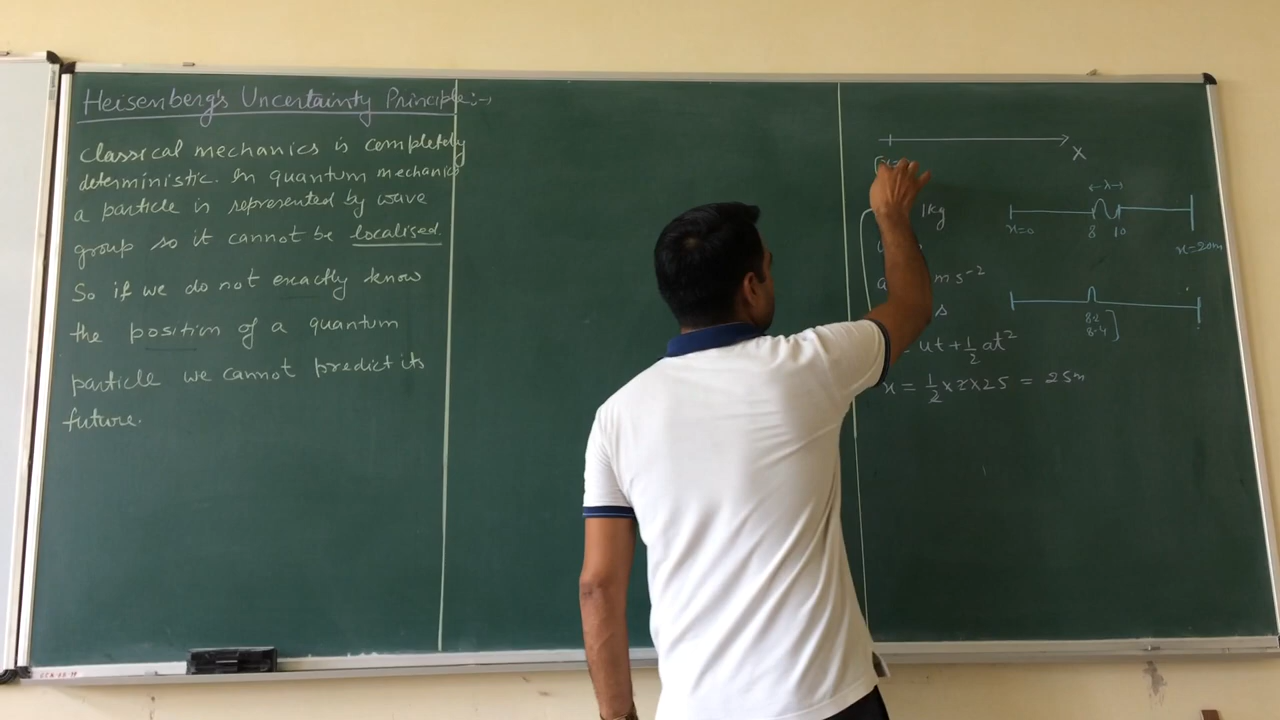 Heisenberg's Uncertainty Principle:-
Classical mechanics is completely
deterministic. In quantum mechanics
a particle is represented by wave
group so it cannot be localised.
So if we do not exactly know
the position of a quantum
particle we cannot predict its
future.
X
1kg
m s⁻²
s
= ut + 1/2 at²
x = 1/2 x 2 x 25 = 25m
← λ →
x=0 8 10 x=20m
8.2
8.4